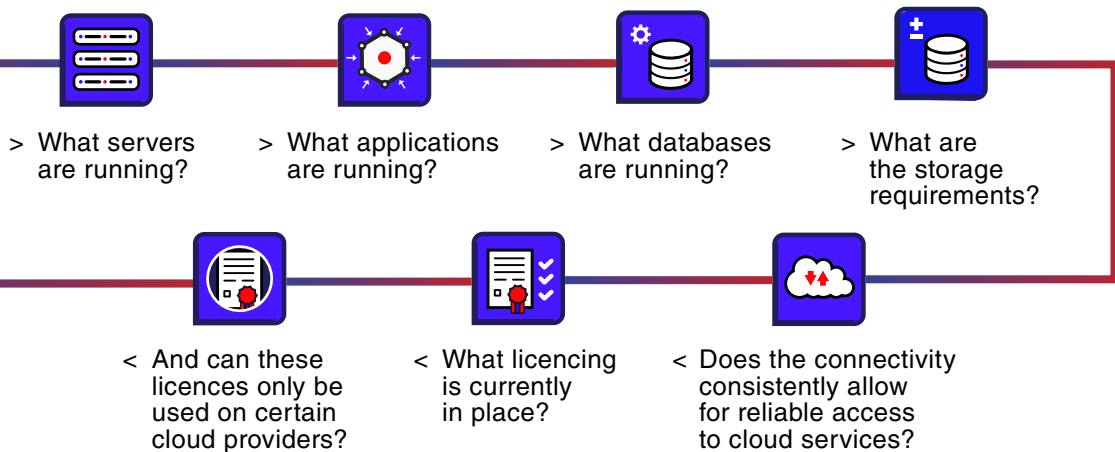 > What servers
are running?
> What applications
are running?
> What databases
are running?
> What are
the storage
requirements?
< Does the connectivity
consistently allow
for reliable access
to cloud services?
< What licencing
is currently
in place?
< And can these
licences only be
used on certain
cloud providers?